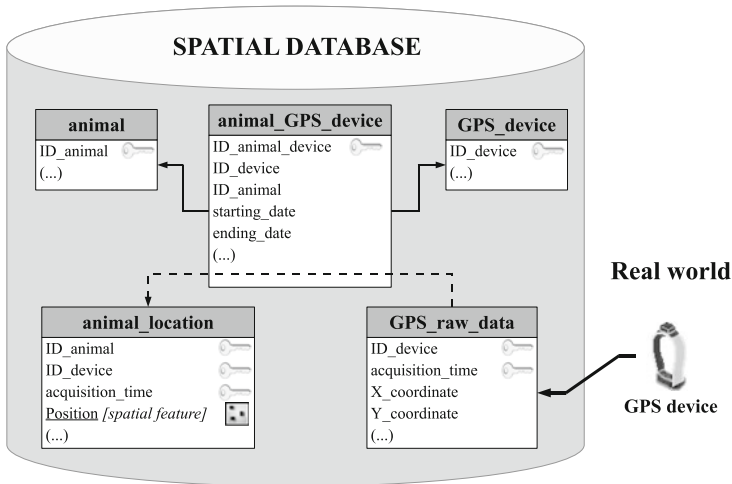 SPATIAL DATABASE
animal
ID_animal
(...)
animal_GPS_device
ID_animal_device
ID_device
ID_animal
starting_date
ending_date
(...)
GPS_device
ID_device
(...)
animal_location
ID_animal
ID_device
acquisition_time
Position [spatial feature]
(...)
GPS_raw_data
ID_device
acquisition_time
X_coordinate
Y_coordinate
(...)
Real world
GPS device